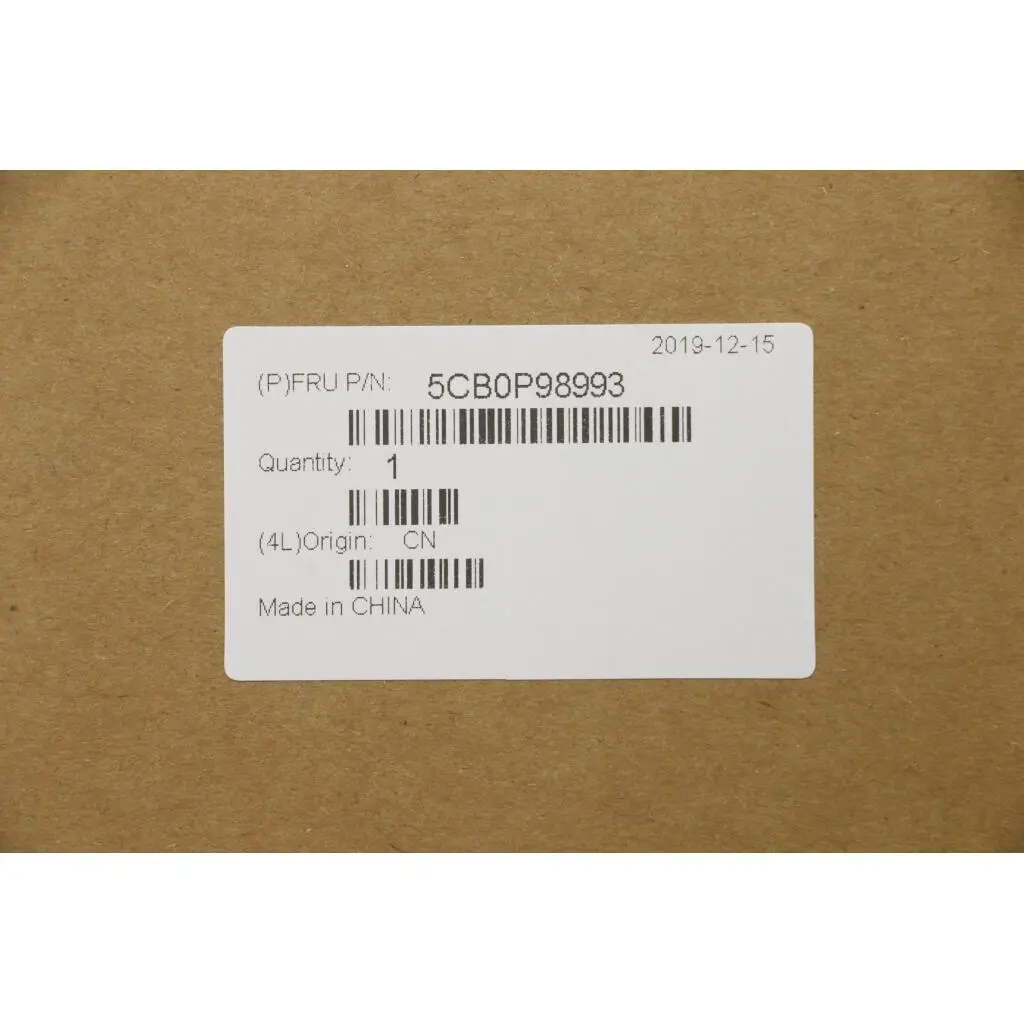 2019-12-15
(P)FRU P/N: 5CB0P98993
Quantity: 1
(4L)Origin: CN
Made in CHINA